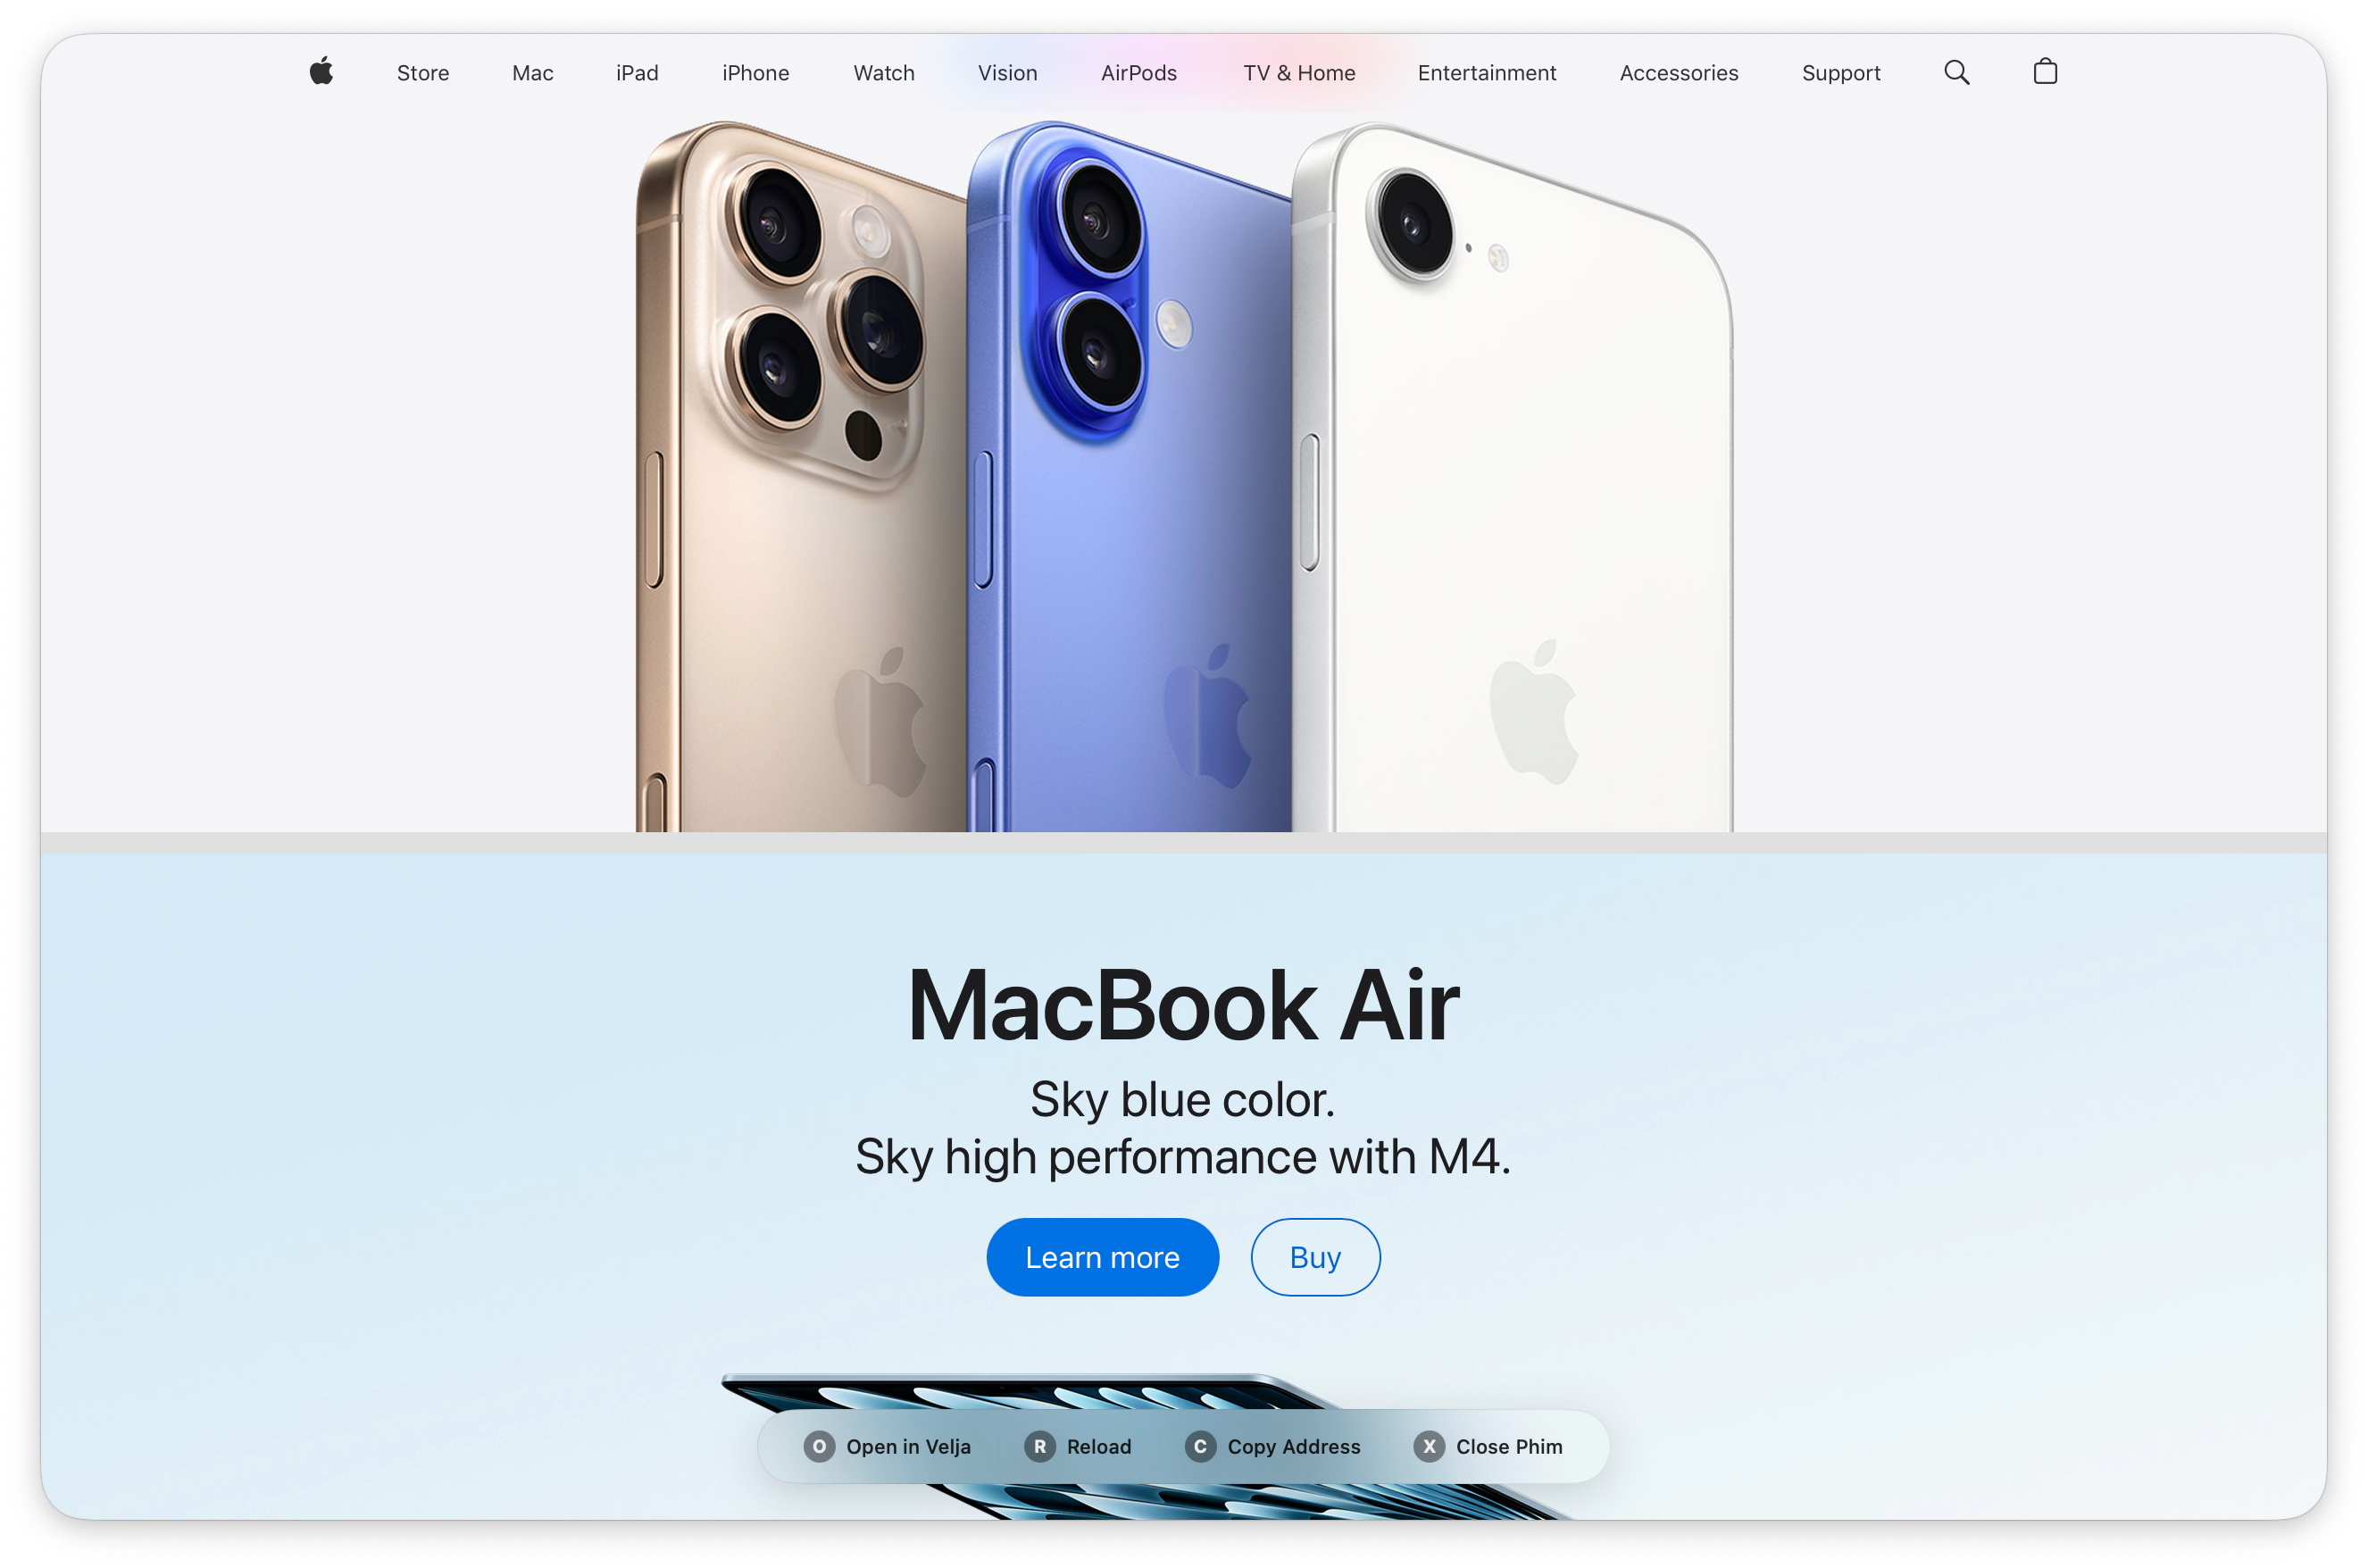 Store Mac iPad iPhone Watch Vision AirPods TV & Home Entertainment Accessories Support
MacBook Air
Sky blue color.
Sky high performance with M4.
Learn more Buy
O Open in Velja R Reload C Copy Address X Close Phim